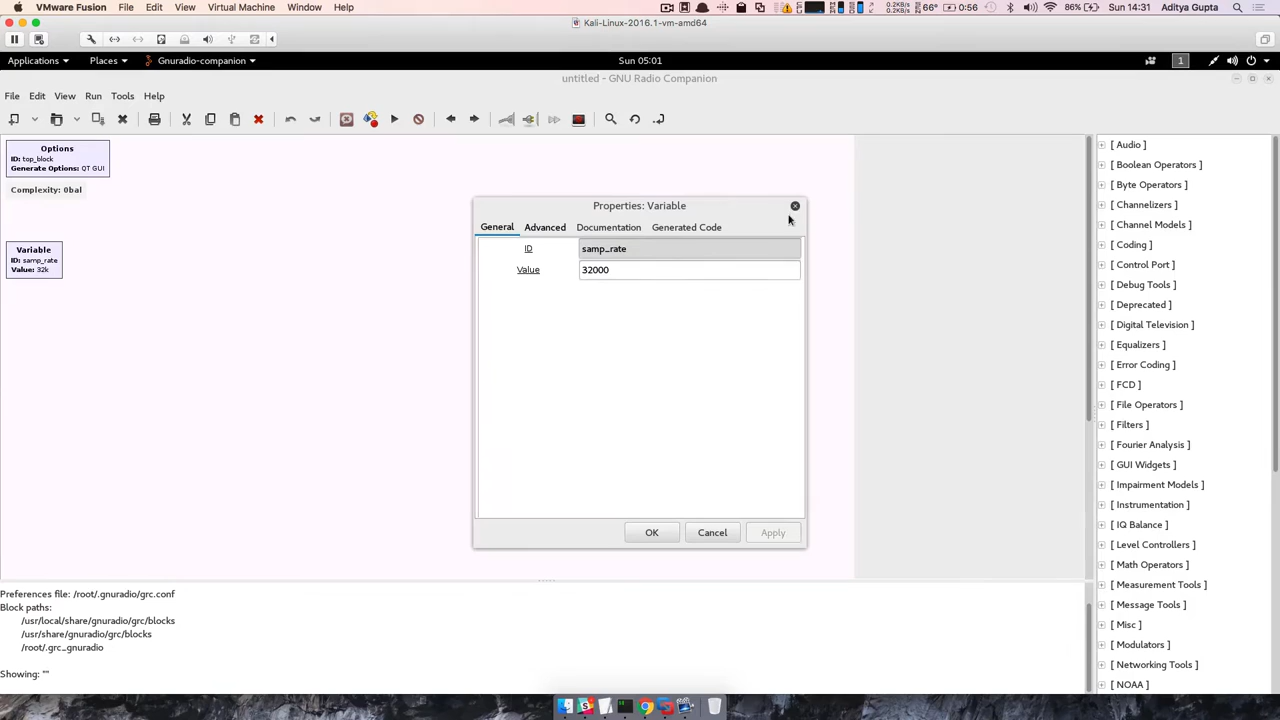 VMware Fusion File Edit View Virtual Machine Window Help 0.2KB/s 0.2KB/s 66° 0:56 86% Sun 14:31 Aditya Gupta
Kali-Linux-2016.1-vm-amd64
Applications Places Gnuradio-companion Sun 05:01 1
untitled - GNU Radio Companion
File Edit View Run Tools Help
Options
ID: top_block
Generate Options: QT GUI
Complexity: 0bal
Variable
ID: samp_rate
Value: 32k
Properties: Variable
General Advanced Documentation Generated Code
ID samp_rate
Value 32000
OK Cancel Apply
[ Audio ]
[ Boolean Operators ]
[ Byte Operators ]
[ Channelizers ]
[ Channel Models ]
[ Coding ]
[ Control Port ]
[ Debug Tools ]
[ Deprecated ]
[ Digital Television ]
[ Equalizers ]
[ Error Coding ]
[ FCD ]
[ File Operators ]
[ Filters ]
[ Fourier Analysis ]
[ GUI Widgets ]
[ Impairment Models ]
[ Instrumentation ]
[ IQ Balance ]
[ Level Controllers ]
[ Math Operators ]
[ Measurement Tools ]
[ Message Tools ]
[ Misc ]
[ Modulators ]
[ Networking Tools ]
[ NOAA ]
Preferences file: /root/.gnuradio/grc.conf
Block paths:
/usr/local/share/gnuradio/grc/blocks
/usr/share/gnuradio/grc/blocks
/root/.grc_gnuradio
Showing: ""